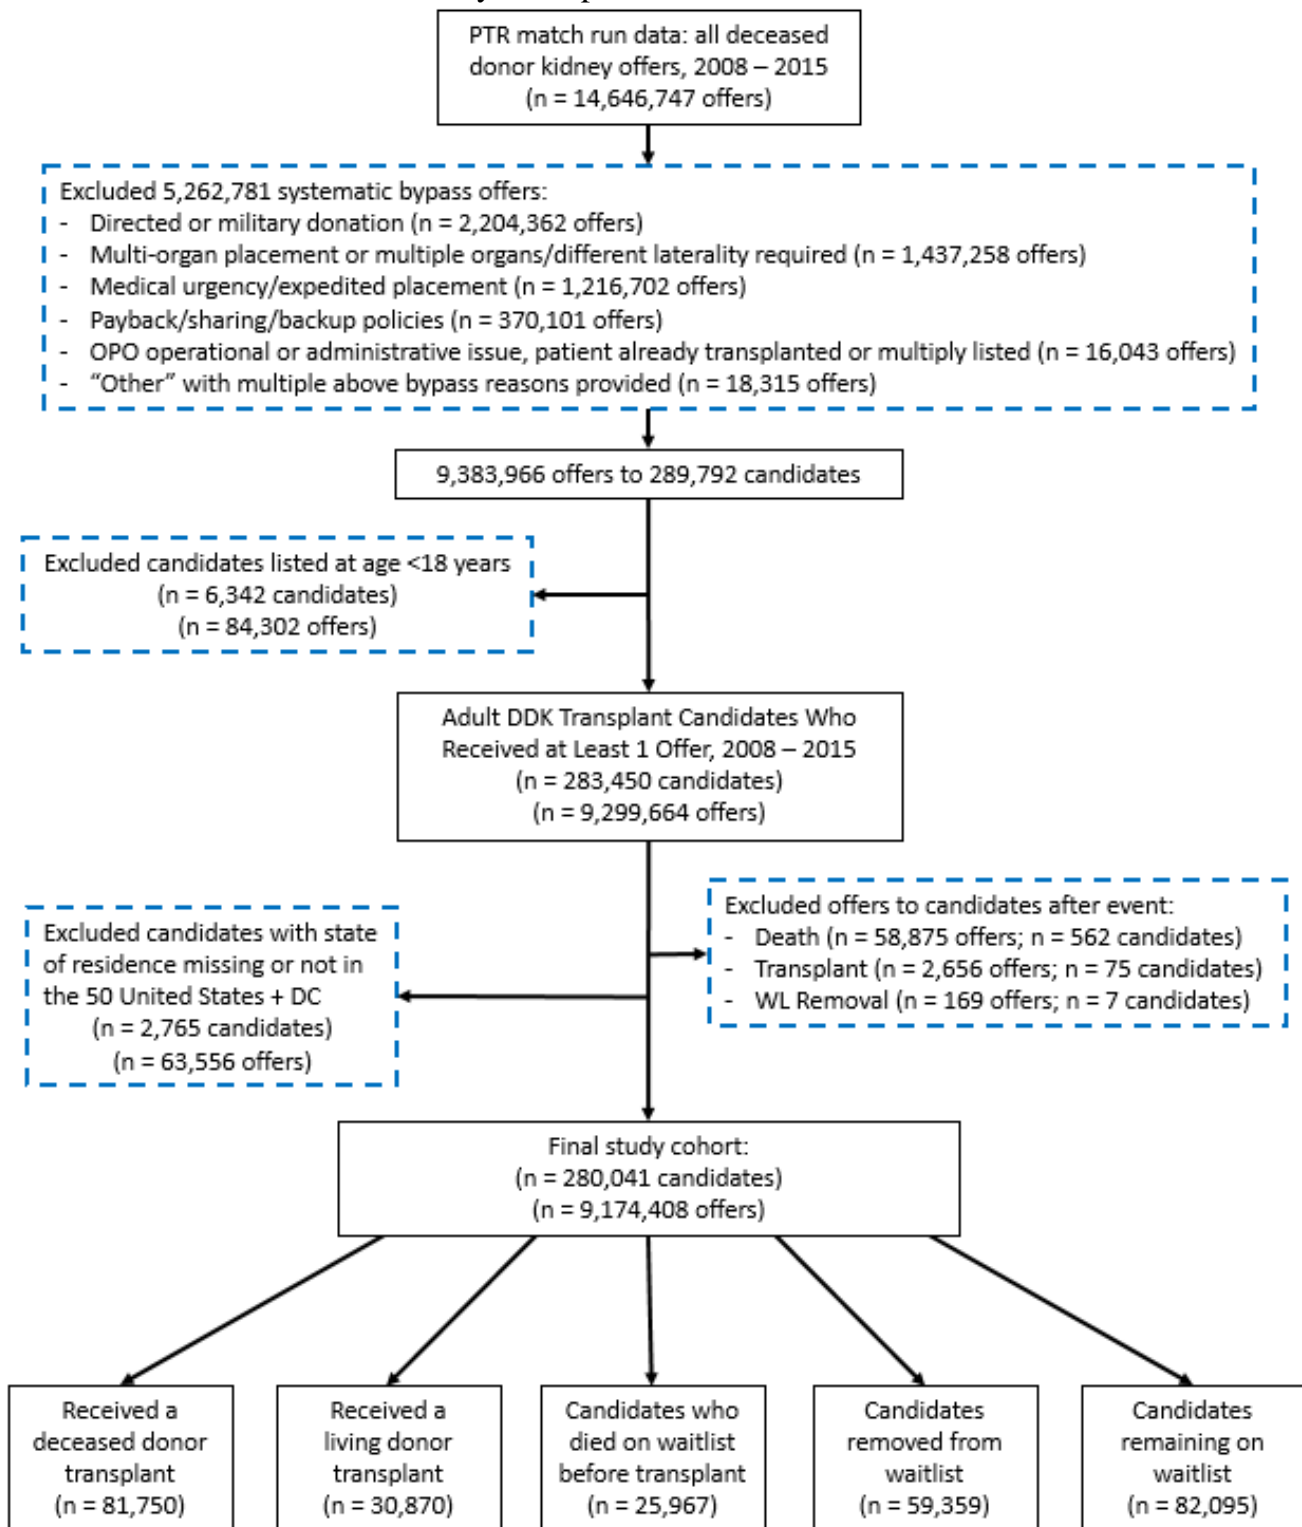 PTR match run data: all deceased
donor kidney offers, 2008 – 2015
(n = 14,646,747 offers)
Excluded 5,262,781 systematic bypass offers:
- Directed or military donation (n = 2,204,362 offers)
- Multi-organ placement or multiple organs/different laterality required (n = 1,437,258 offers)
- Medical urgency/expedited placement (n = 1,216,702 offers)
- Payback/sharing/backup policies (n = 370,101 offers)
- OPO operational or administrative issue, patient already transplanted or multiply listed (n = 16,043 offers)
- “Other” with multiple above bypass reasons provided (n = 18,315 offers)
9,383,966 offers to 289,792 candidates
Excluded candidates listed at age <18 years
(n = 6,342 candidates)
(n = 84,302 offers)
Adult DDK Transplant Candidates Who
Received at Least 1 Offer, 2008 – 2015
(n = 283,450 candidates)
(n = 9,299,664 offers)
Excluded candidates with state
of residence missing or not in
the 50 United States + DC
(n = 2,765 candidates)
(n = 63,556 offers)
Excluded offers to candidates after event:
- Death (n = 58,875 offers; n = 562 candidates)
- Transplant (n = 2,656 offers; n = 75 candidates)
- WL Removal (n = 169 offers; n = 7 candidates)
Final study cohort:
(n = 280,041 candidates)
(n = 9,174,408 offers)
Received a
deceased donor
transplant
(n = 81,750)
Received a
living donor
transplant
(n = 30,870)
Candidates who
died on waitlist
before transplant
(n = 25,967)
Candidates
removed from
waitlist
(n = 59,359)
Candidates
remaining on
waitlist
(n = 82,095)